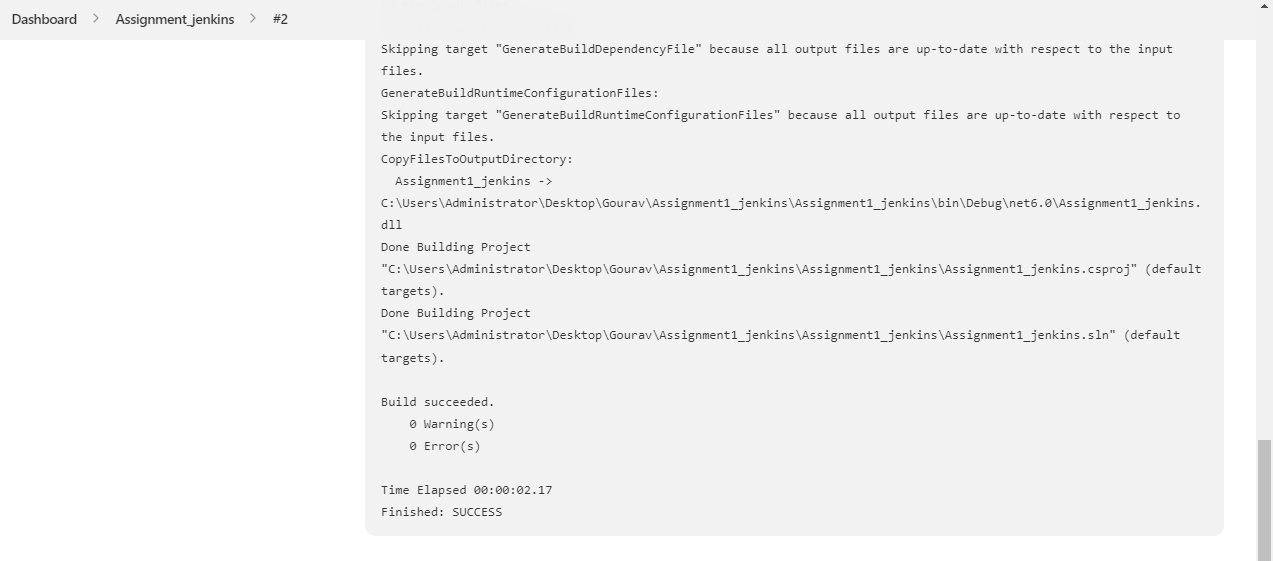 Dashboard > Assignment_jenkins > #2
Skipping target "GenerateBuildDependencyFile" because all output files are up-to-date with respect to the input
files.
GenerateBuildRuntimeConfigurationFiles:
Skipping target "GenerateBuildRuntimeConfigurationFiles" because all output files are up-to-date with respect to
the input files.
CopyFilesToOutputDirectory:
  Assignment1_jenkins ->
C:\Users\Administrator\Desktop\Gourav\Assignment1_jenkins\Assignment1_jenkins\bin\Debug\net6.0\Assignment1_jenkins.
dll
Done Building Project
"C:\Users\Administrator\Desktop\Gourav\Assignment1_jenkins\Assignment1_jenkins\Assignment1_jenkins.csproj" (default
targets).
Done Building Project
"C:\Users\Administrator\Desktop\Gourav\Assignment1_jenkins\Assignment1_jenkins\Assignment1_jenkins.sln" (default
targets).
Build succeeded.
    0 Warning(s)
    0 Error(s)
Time Elapsed 00:00:02.17
Finished: SUCCESS